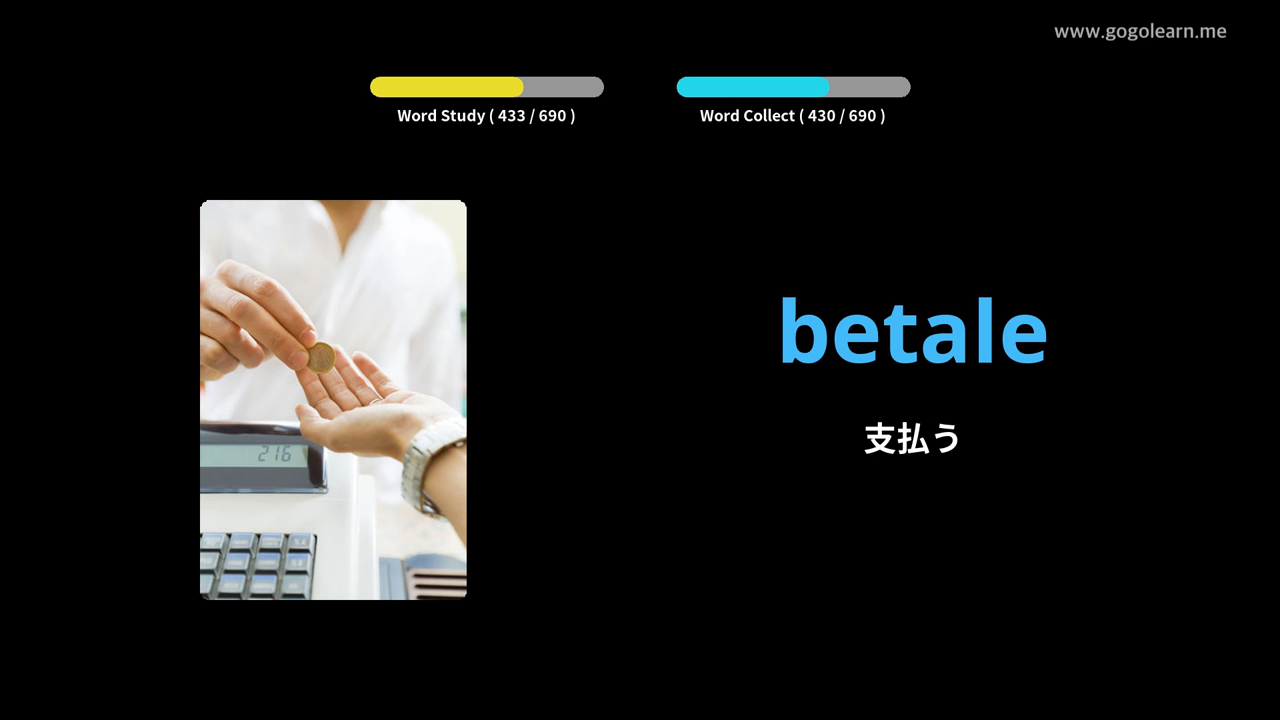 www.gogolearn.me
Word Study ( 433 / 690 )
Word Collect ( 430 / 690 )
216
betale
支払う